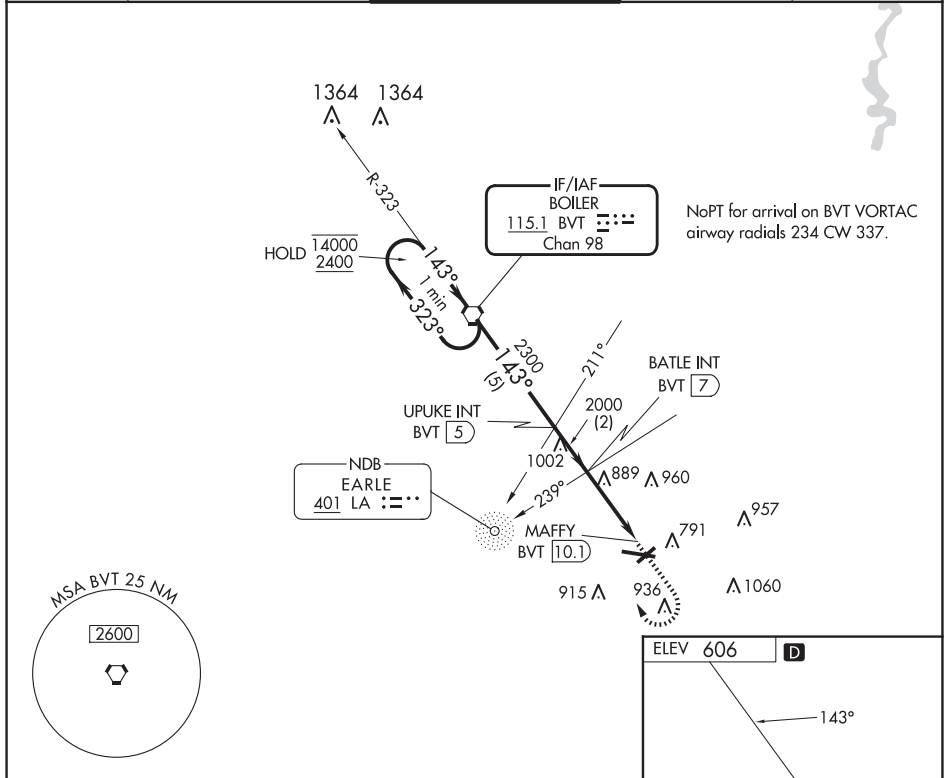 1364 1364
R-323
IF/IAF
BOILER
115.1 BVT
Chan 98
NoPT for arrival on BVT VORTAC
airway radials 234 CW 337.
HOLD 14000
2400
143°
1 min
323°
2300
143°
(5)
211°
BATLE INT
BVT 7
UPUKE INT
BVT 5
2000
(2)
1002
NDB
EARLE
401 LA
239°
889 960
MAFFY
BVT 10.1
791
957
915
936
1060
MSA BVT 25 NM
2600
ELEV 606 D
143°